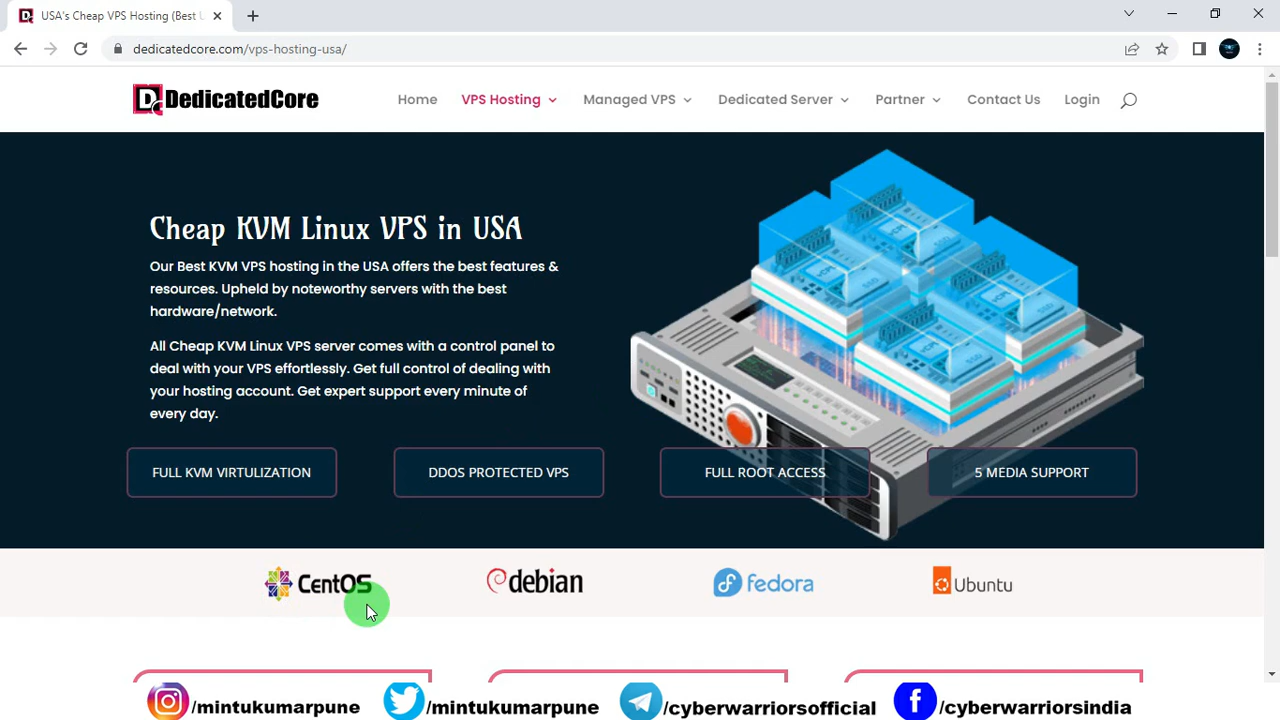 USA's Cheap VPS Hosting (Best L
dedicatedcore.com/vps-hosting-usa/
DedicatedCore
Home
VPS Hosting
Managed VPS
Dedicated Server
Partner
Contact Us
Login
Cheap KVM Linux VPS in USA
Our Best KVM VPS hosting in the USA offers the best features &
resources. Upheld by noteworthy servers with the best
hardware/network.
All Cheap KVM Linux VPS server comes with a control panel to
deal with your VPS effortlessly. Get full control of dealing with
your hosting account. Get expert support every minute of
every day.
FULL KVM VIRTULIZATION
DDOS PROTECTED VPS
FULL ROOT ACCESS
5 MEDIA SUPPORT
CentOS
debian
fedora
Ubuntu
/mintukumarpune
/mintukumarpune
/cyberwarriorsofficial
/cyberwarriorsindia